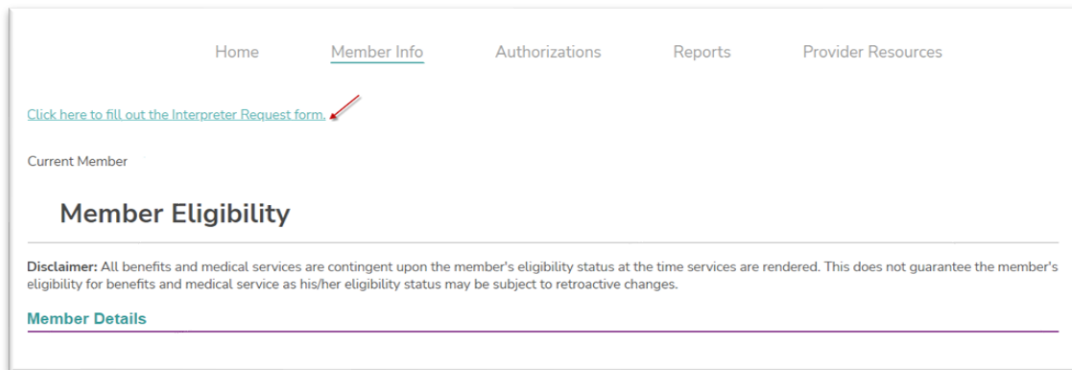 Home Member Info Authorizations Reports Provider Resources
Click here to fill out the Interpreter Request form.
Current Member
Member Eligibility
Disclaimer: All benefits and medical services are contingent upon the member's eligibility status at the time services are rendered. This does not guarantee the member's
eligibility for benefits and medical service as his/her eligibility status may be subject to retroactive changes.
Member Details